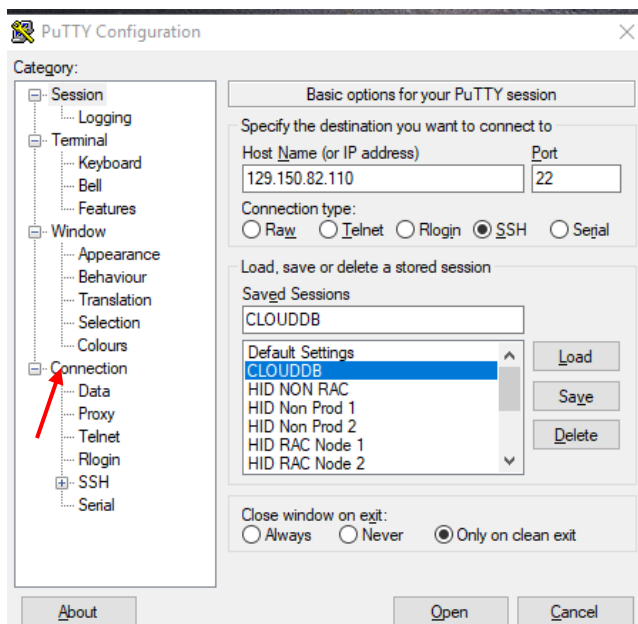 PuTTY Configuration
Category:
Session
Logging
Terminal
Keyboard
Bell
Features
Window
Appearance
Behaviour
Translation
Selection
Colours
Connection
Data
Proxy
Telnet
Rlogin
SSH
Serial
Basic options for your PuTTY session
Specify the destination you want to connect to
Host Name (or IP address) Port
129.150.82.110 22
Connection type:
Raw Telnet Rlogin SSH Serial
Load, save or delete a stored session
Saved Sessions
CLOUDDB
Default Settings
CLOUDDB
HID NON RAC
HID Non Prod 1
HID Non Prod 2
HID RAC Node 1
HID RAC Node 2
Load
Save
Delete
Close window on exit:
Always Never Only on clean exit
About Open Cancel